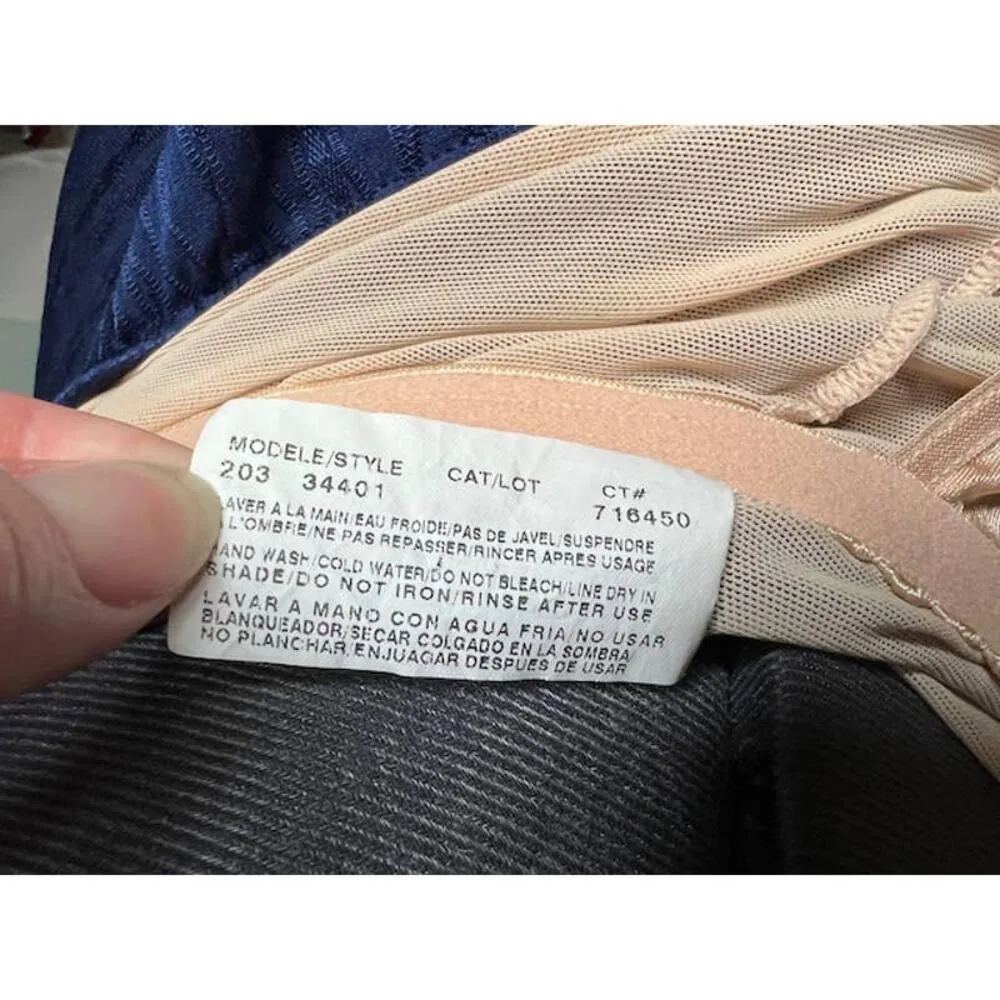 MODELE/STYLE CAT/LOT CT#
203 34401 716450
AVER A LA MAIN/EAU FROIDE/PAS DE JAVEL/SUSPENDRE
L'OMBRE/NE PAS REPASSER/RINCER APRES USAGE
AND WASH/COLD WATER/DO NOT BLEACH/LINE DRY IN
SHADE/DO NOT IRON/RINSE AFTER USE
LAVAR A MANO CON AGUA FRIA/NO USAR
BLANQUEADOR/SECAR COLGADO EN LA SOMBRA/
NO PLANCHAR/ENJUAGAR DESPUES DE USAR